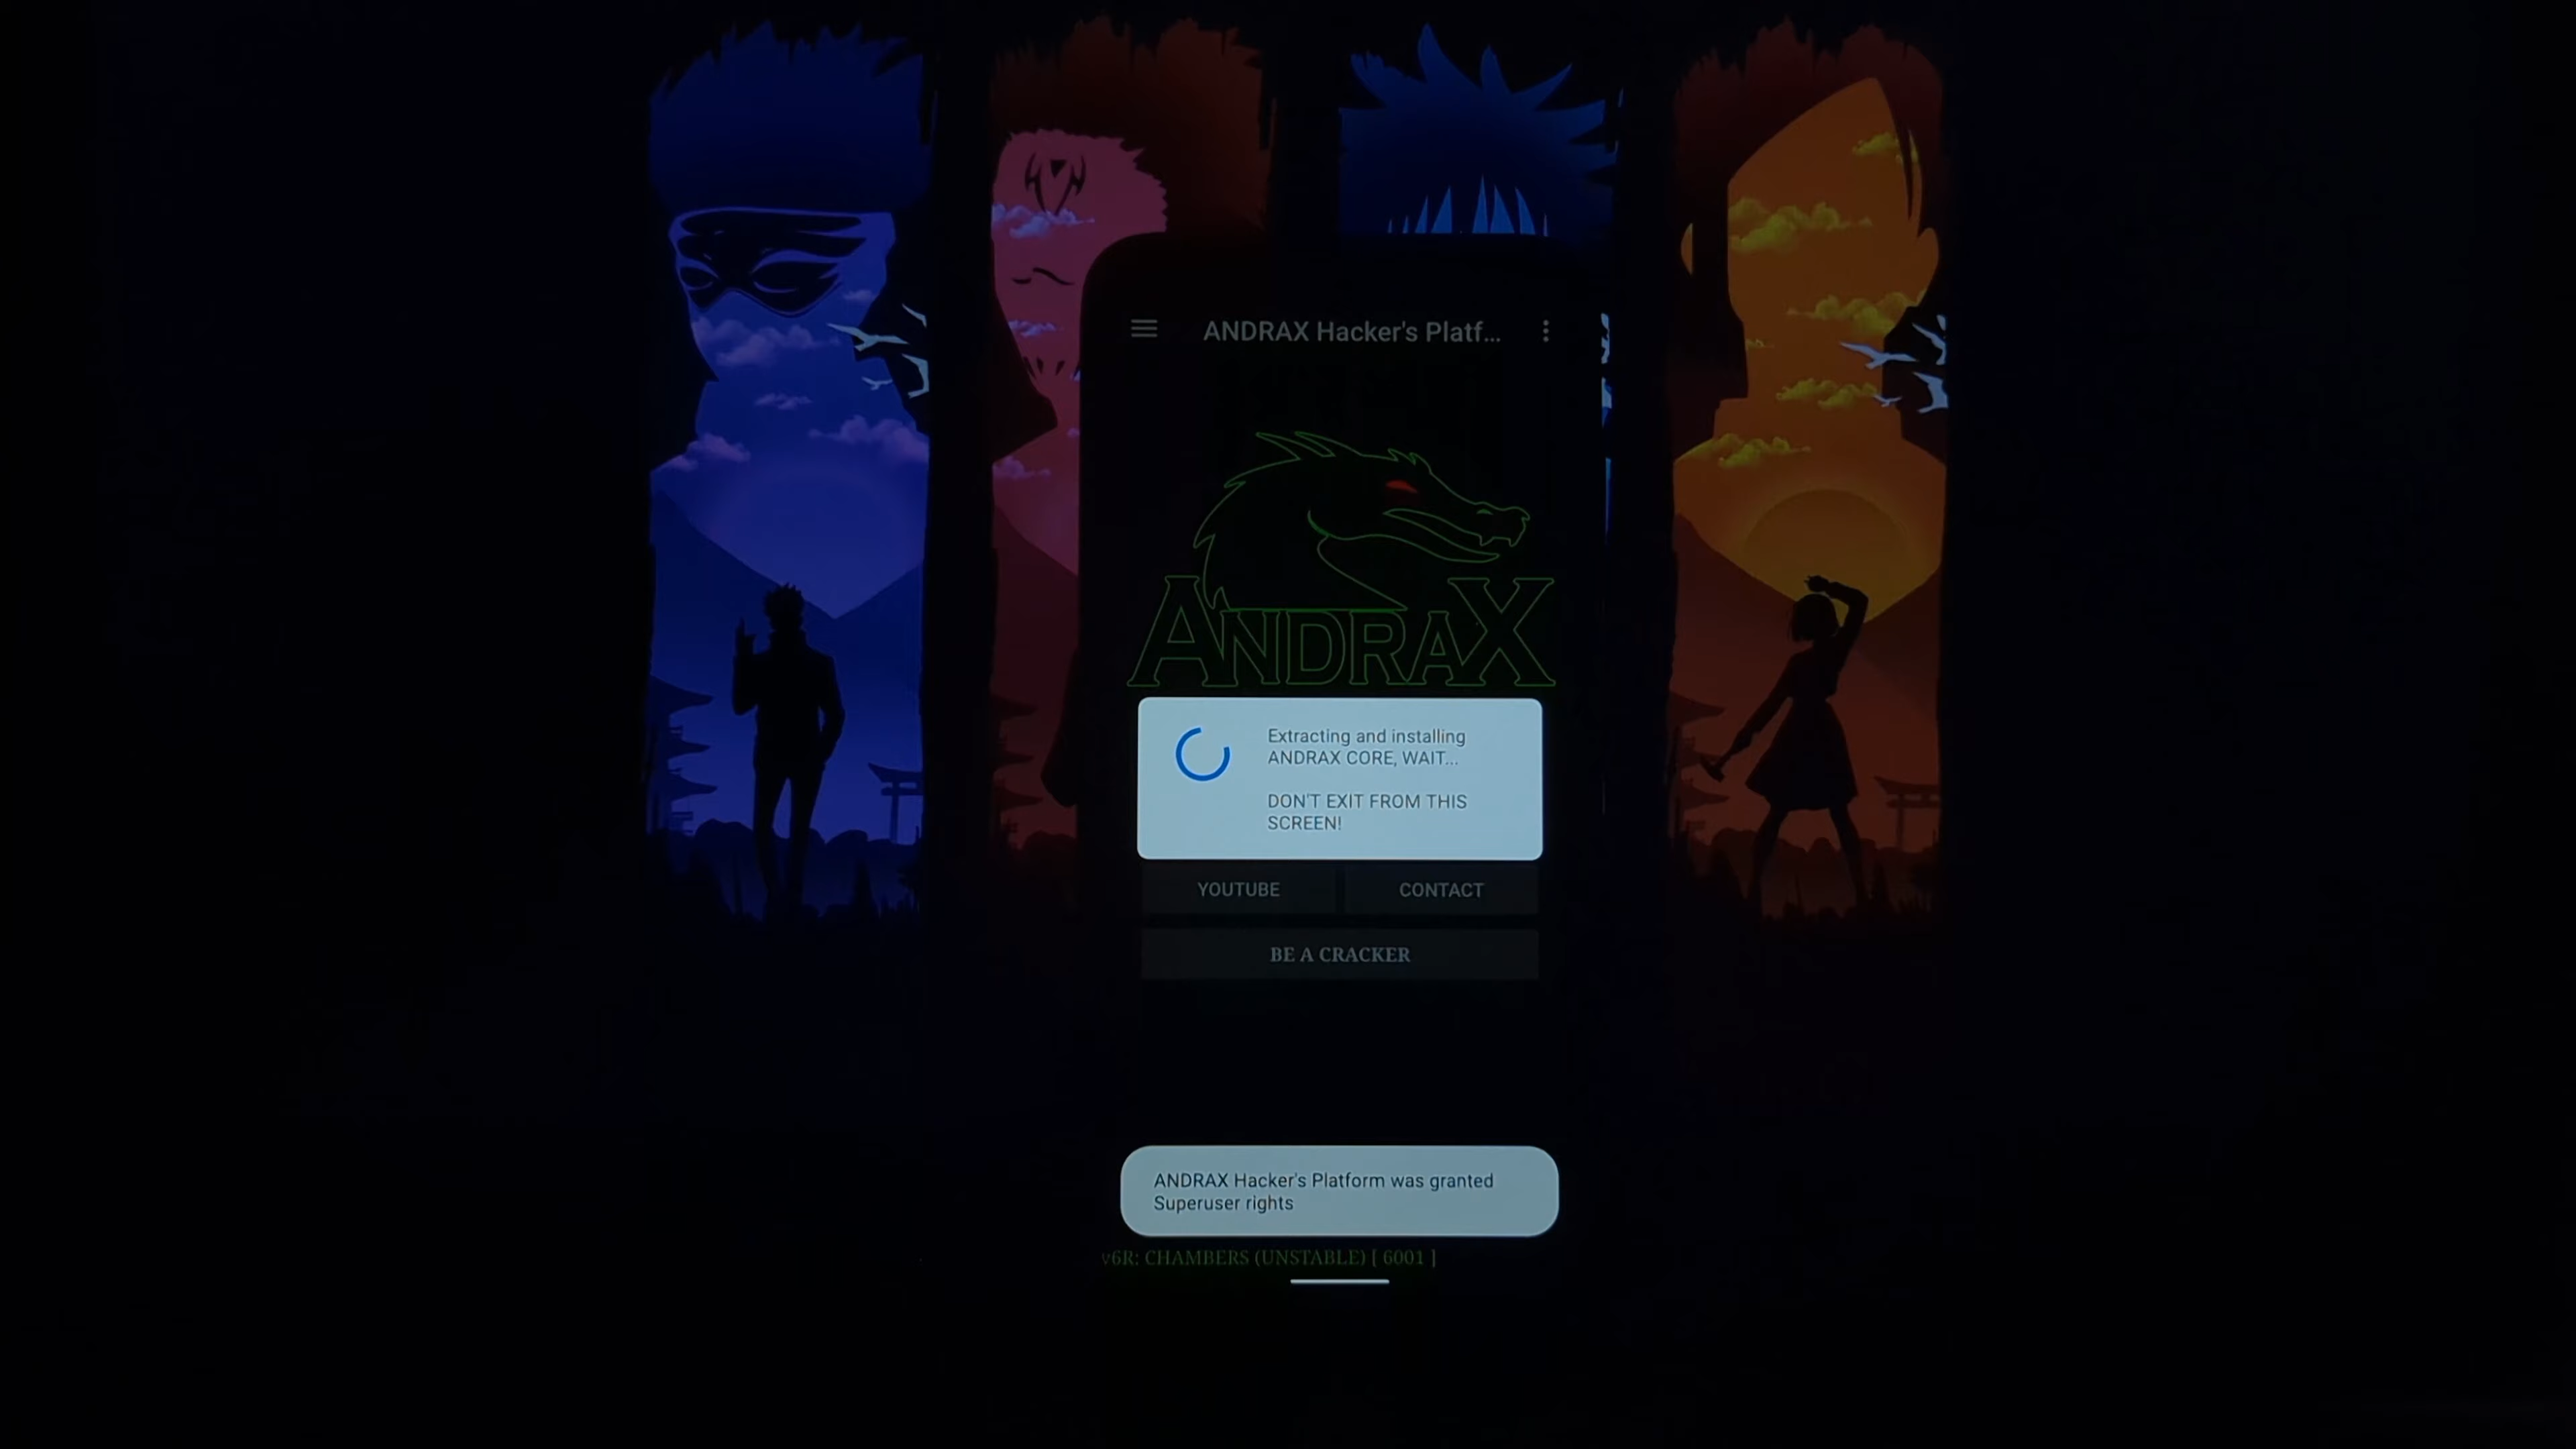 ANDRAX Hacker's Platf...
ANDRAX
Extracting and installing
ANDRAX CORE, WAIT...
DON'T EXIT FROM THIS
SCREEN!
YOUTUBE
CONTACT
BE A CRACKER
ANDRAX Hacker's Platform was granted
Superuser rights
v6R: CHAMBERS (UNSTABLE) [ 6001 ]